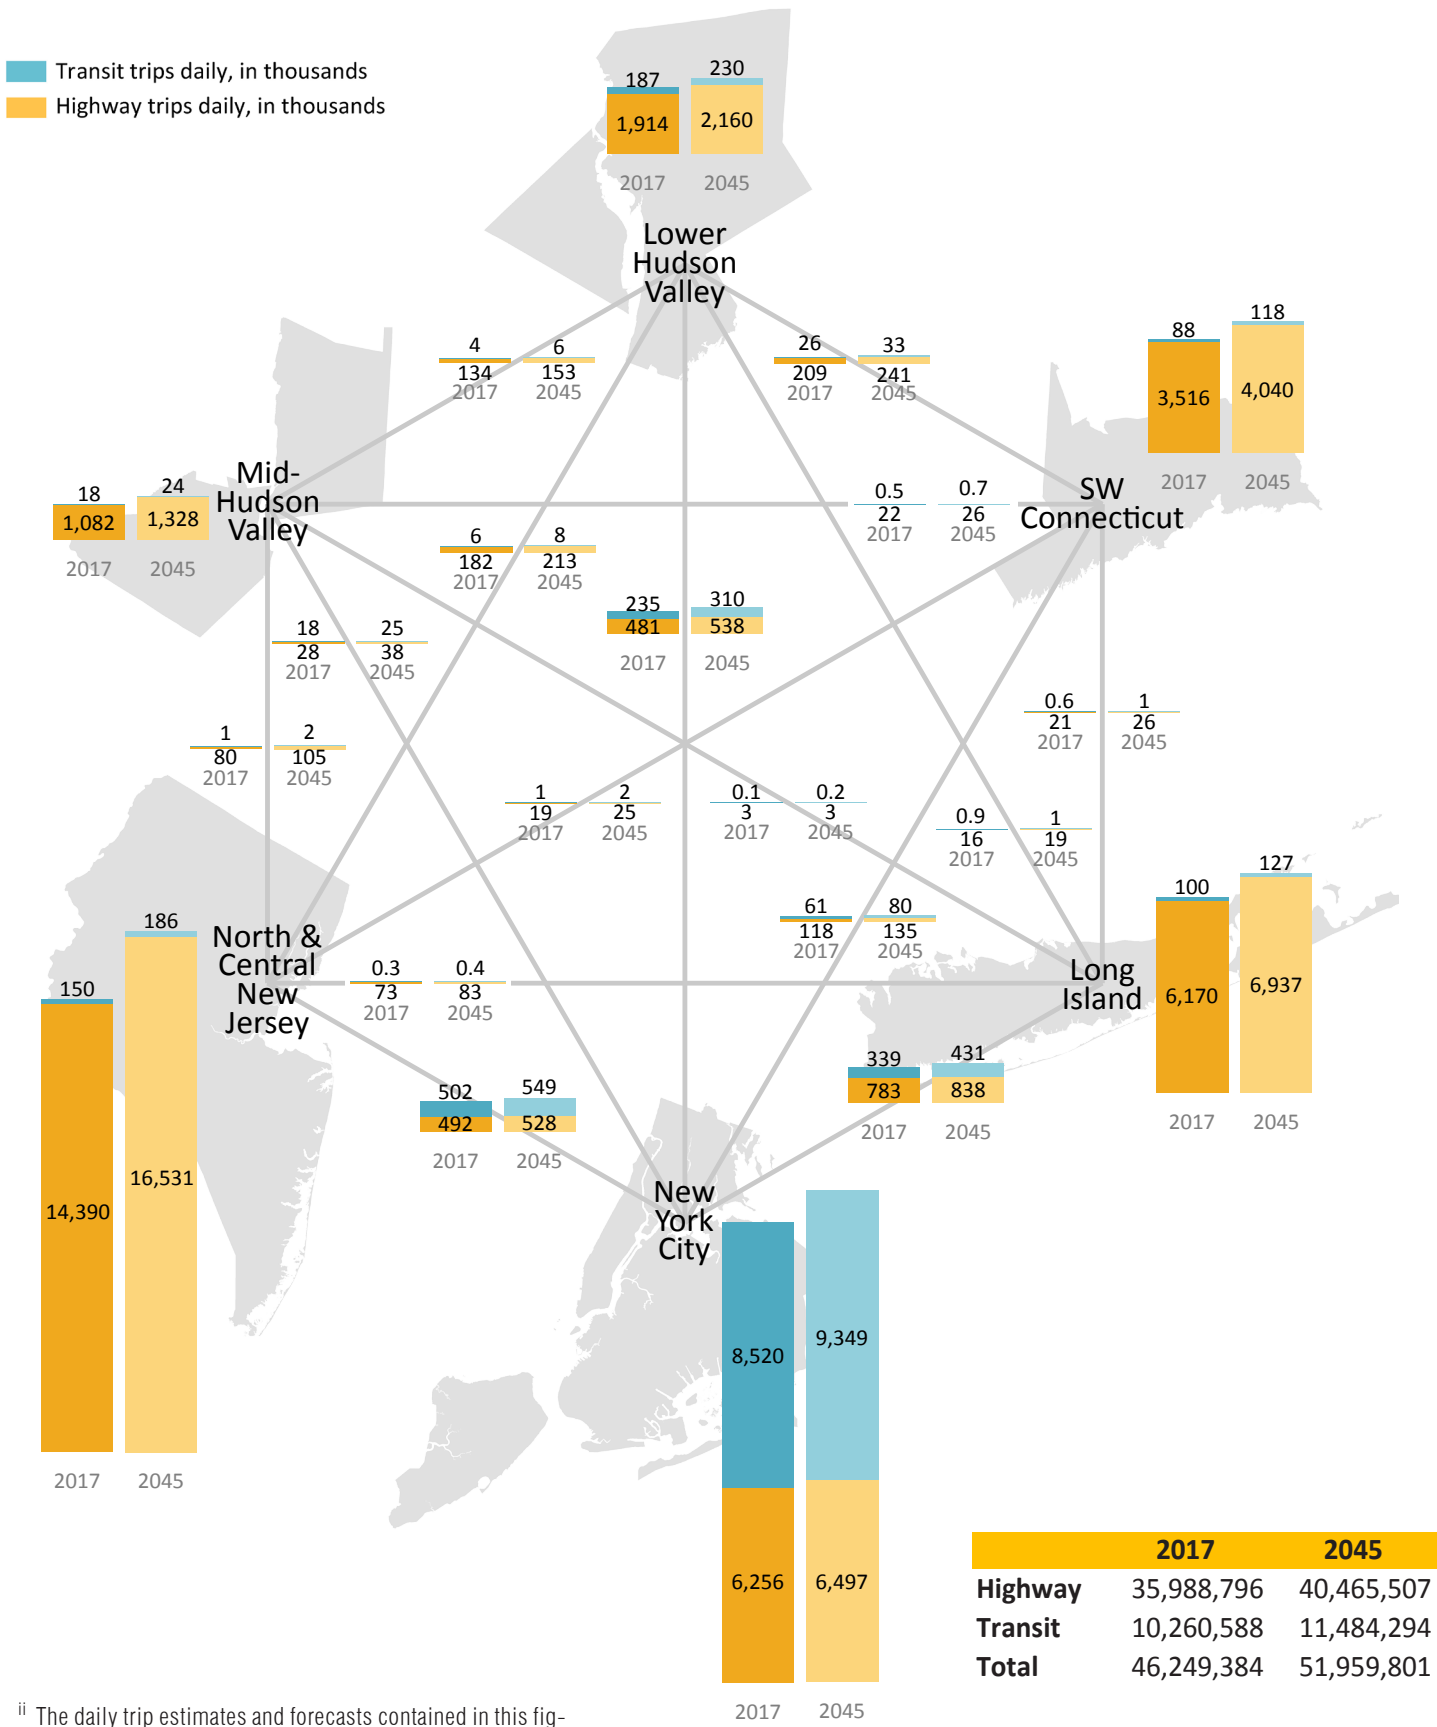 Transit trips daily, in thousands
Highway trips daily, in thousands
187 230
1,914 2,160
2017 2045
Lower
Hudson
Valley
4 6
134 153
2017 2045
26 33
209 241
2017 2045
88 118
3,516 4,040
2017 2045
SW
Connecticut
Mid-
Hudson
Valley
18 24
1,082 1,328
2017 2045
0.5 0.7
22 26
2017 2045
6 8
182 213
2017 2045
235 310
481 538
2017 2045
18 25
28 38
2017 2045
0.6 1
21 26
2017 2045
1 2
80 105
2017 2045
1 2
19 25
2017 2045
0.1 0.2
3 3
2017 2045
0.9 1
16 19
2017 2045
61 80
118 135
2017 2045
100 127
6,170 6,937
2017 2045
Long
Island
North &
Central
New
Jersey
150 186
14,390 16,531
2017 2045
0.3 0.4
73 83
2017 2045
339 431
783 838
2017 2045
502 549
492 528
2017 2045
New
York
City
8,520 9,349
6,256 6,497
2017 2045
2017 2045
Highway 35,988,796 40,465,507
Transit 10,260,588 11,484,294
Total 46,249,384 51,959,801
ii The daily trip estimates and forecasts contained in this fig-